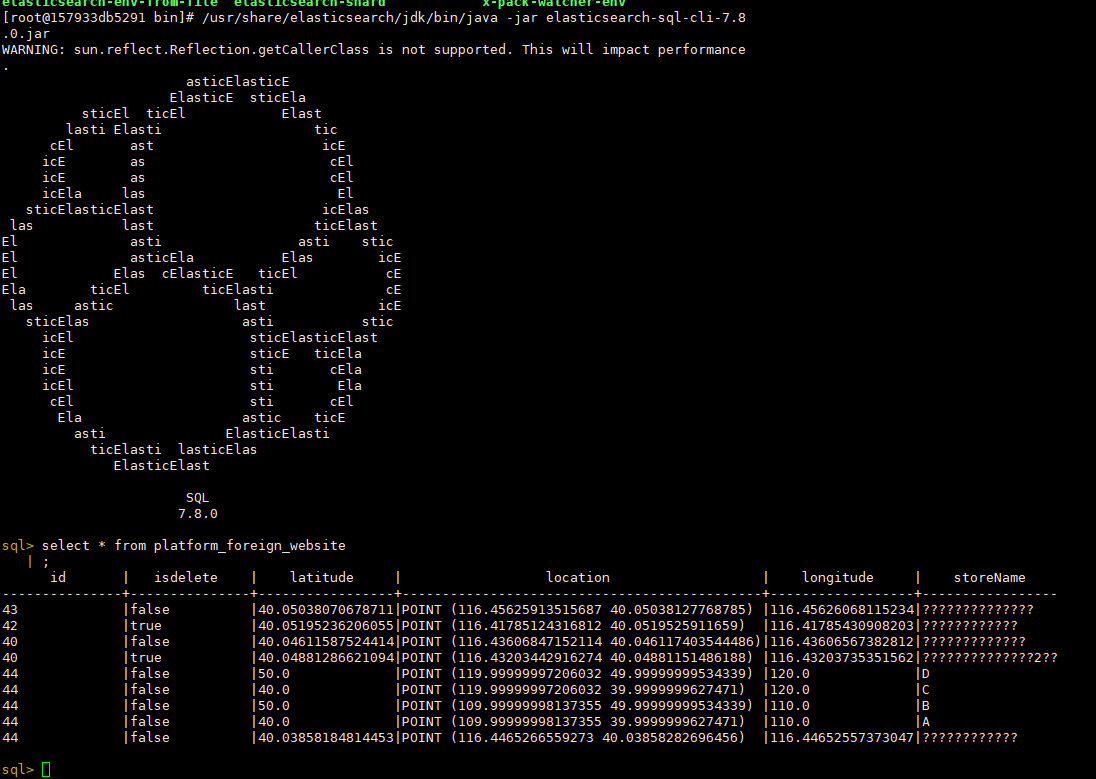 elasticsearch-env-from-file  elasticsearch-shard            x-pack-watcher-env
[root@157933db5291 bin]# /usr/share/elasticsearch/jdk/bin/java -jar elasticsearch-sql-cli-7.8
.0.jar
WARNING: sun.reflect.Reflection.getCallerClass is not supported. This will impact performance
.
                       asticElasticE
                     ElasticE  sticEla
          sticEl  ticEl            Elast
        lasti Elasti                   tic
      cEl       ast                     icE
     icE        as                       cEl
     icE        as                       cEl
     icEla     las                        El
   sticElasticElast                     icElas
 las           last                    ticElast
El              asti                 asti    stic
El              asticEla           Elas        icE
El            Elas  cElasticE   ticEl           cE
Ela        ticEl         ticElasti              cE
 las     astic               last              icE
   sticElas                   asti           stic
     icEl                      sticElasticElast
     icE                       sticE   ticEla
     icE                       sti       cEla
     icEl                      sti        Ela
      cEl                      sti       cEl
       Ela                    astic    ticE
         asti               ElasticElasti
           ticElasti  lasticElas
              ElasticElast

                       SQL
                      7.8.0

sql> select * from platform_foreign_website
   | ;
      id       |   isdelete    |    latitude     |                  location                   |    longitude    |    storeName
---------------+---------------+-----------------+---------------------------------------------+-----------------+-----------------
43             |false          |40.05038070678711|POINT (116.45625913515687 40.05038127768785) |116.45626068115234|??????????????
42             |true           |40.05195236206055|POINT (116.41785124316812 40.0519525911659)  |116.41785430908203|????????????
40             |false          |40.04611587524414|POINT (116.43606847152114 40.046117403544486)|116.43606567382812|?????????????
40             |true           |40.04881286621094|POINT (116.43203442916274 40.04881151486188) |116.43203735351562|??????????????2??
44             |false          |50.0             |POINT (119.99999997206032 49.99999999534339) |120.0            |D
44             |false          |40.0             |POINT (119.99999997206032 39.9999999627471)  |120.0            |C
44             |false          |50.0             |POINT (109.99999998137355 49.99999999534339) |110.0            |B
44             |false          |40.0             |POINT (109.99999998137355 39.9999999627471)  |110.0            |A
44             |false          |40.03858184814453|POINT (116.4465266559273 40.03858282696456)  |116.44652557373047|????????????

sql>